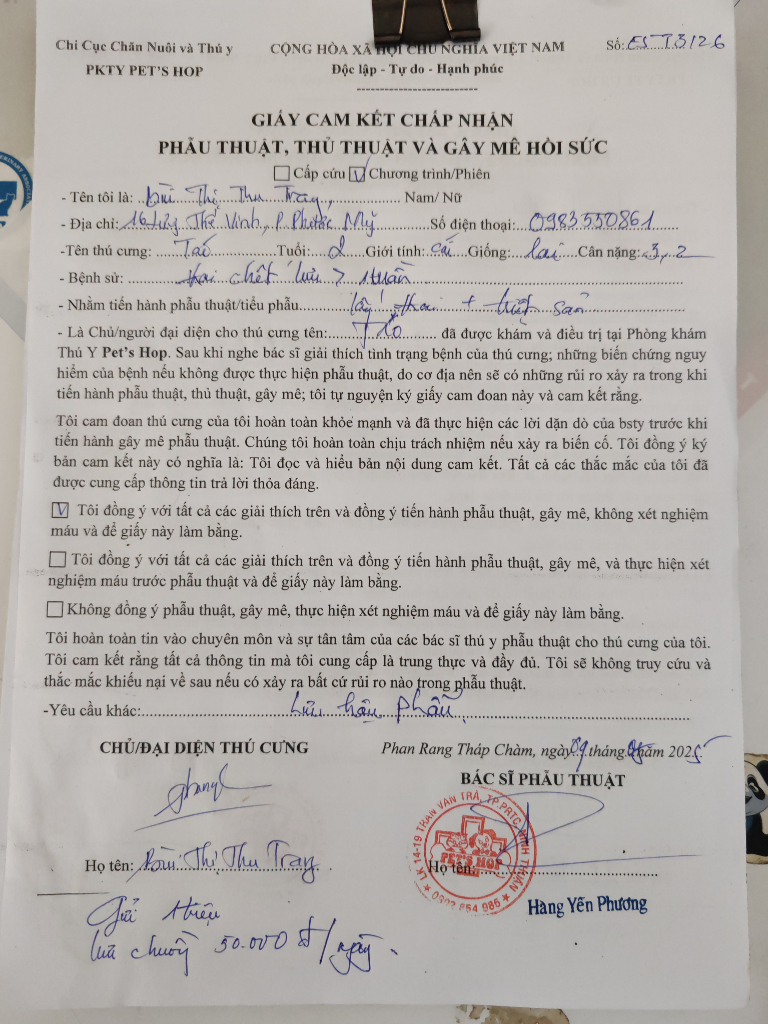 Chi Cục Chăn Nuôi và Thú y CỘNG HÒA XÃ HỘI CHỦ NGHĨA VIỆT NAM Số:
PKTY PET'S HOP Độc lập - Tự do - Hạnh phúc
GIẤY CAM KẾT CHẤP NHẬN
PHẪU THUẬT, THỦ THUẬT VÀ GÂY MÊ HỒI SỨC
Cấp cứu V Chương trình/Phiên
- Tên tôi là: Bùi Thị Thu Trang, Nam/ Nữ
- Địa chỉ: 16 Thế Vinh, P. Phước Mỹ Số điện thoại: 0983550861
-Tên thú cưng: Táo Tuổi: 2 Giới tính: cái Giống: lai Cân nặng: 3,2
- Bệnh sử: thai chết lưu > tuần
- Nhằm tiến hành phẫu thuật/tiểu phẫu lấy thai + triệt sản
- Là Chủ/người đại diện cho thú cưng tên: Táo đã được khám và điều trị tại Phòng khám
Thú Y Pet's Hop. Sau khi nghe bác sĩ giải thích tình trạng bệnh của thú cưng; những biến chứng nguy
hiểm của bệnh nếu không được thực hiện phẫu thuật, do cơ địa nên sẽ có những rủi ro xảy ra trong khi
tiến hành phẫu thuật, thủ thuật, gây mê; tôi tự nguyện ký giấy cam đoan này và cam kết rằng.
Tôi cam đoan thú cưng của tôi hoàn toàn khỏe mạnh và đã thực hiện các lời dặn dò của bsty trước khi
tiến hành gây mê phẫu thuật. Chúng tôi hoàn toàn chịu trách nhiệm nếu xảy ra biến cố. Tôi đồng ý ký
bản cam kết này có nghĩa là: Tôi đọc và hiểu bản nội dung cam kết. Tất cả các thắc mắc của tôi đã
được cung cấp thông tin trả lời thỏa đáng.
V Tôi đồng ý với tất cả các giải thích trên và đồng ý tiến hành phẫu thuật, gây mê, không xét nghiệm
máu và để giấy này làm bằng.
Tôi đồng ý với tất cả các giải thích trên và đồng ý tiến hành phẫu thuật, gây mê, và thực hiện xét
nghiệm máu trước phẫu thuật và để giấy này làm bằng.
Không đồng ý phẫu thuật, gây mê, thực hiện xét nghiệm máu và để giấy này làm bằng.
Tôi hoàn toàn tin vào chuyên môn và sự tân tâm của các bác sĩ thú y phẫu thuật cho thú cưng của tôi.
Tôi cam kết rằng tất cả thông tin mà tôi cung cấp là trung thực và đầy đủ. Tôi sẽ không truy cứu và
thắc mắc khiếu nại về sau nếu có xảy ra bất cứ rủi ro nào trong phẫu thuật.
-Yêu cầu khác: Lưu hậu phẫu
CHỦ/ĐẠI DIỆN THÚ CƯNG Phan Rang Tháp Chàm, ngày 09 tháng năm 2025
BÁC SĨ PHẪU THUẬT
LK 14-19 TRẦN VĂN TRÀ, TP.PRTC, NINH THUẬN
PET'S HOP
Họ tên: Bùi Thị Thu Trang Họ tên:
Hàng Yến Phương
chuồng 50.000 đ/ngày.